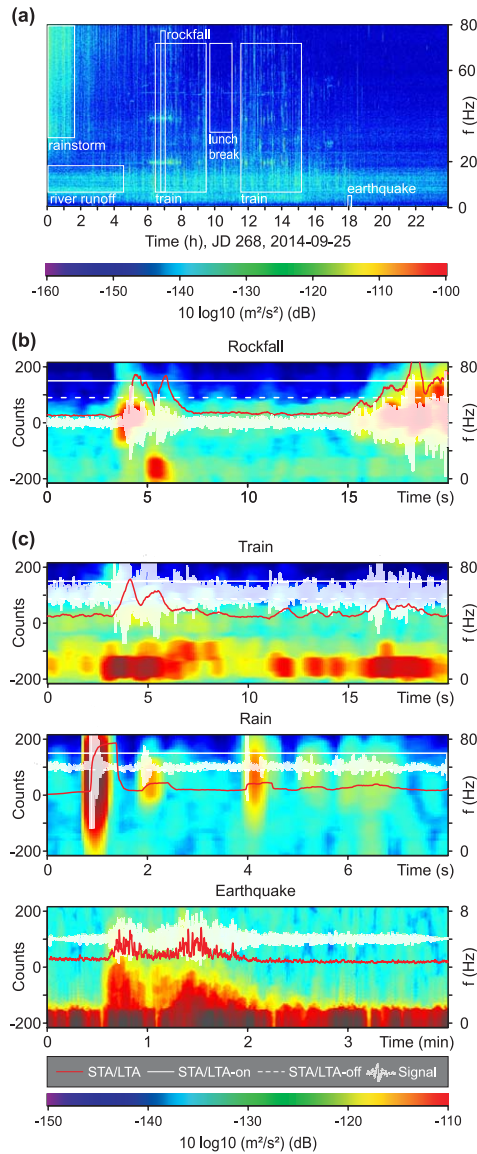 (a)
rockfall
80
60
40
20
0
f (Hz)
rainstorm
lunch
break
river runoff
train
train
earthquake
0 1 2 3 4 5 6 7 8 9 10 12 14 16 18 20 22
Time (h), JD 268, 2014-09-25
-160 -150 -140 -130 -120 -110 -100
10 log10 (m²/s²) (dB)
(b)
Rockfall
200
0
-200
Counts
80
0
f (Hz)
0 5 10 15 Time (s)
(c)
Train
200
0
-200
Counts
80
0
f (Hz)
0 5 10 15 Time (s)
Rain
200
0
-200
Counts
80
0
f (Hz)
0 2 4 6 Time (s)
Earthquake
200
0
-200
Counts
8
0
f (Hz)
0 1 2 3 Time (min)
STA/LTA STA/LTA-on STA/LTA-off Signal
-150 -140 -130 -120 -110
10 log10 (m²/s²) (dB)